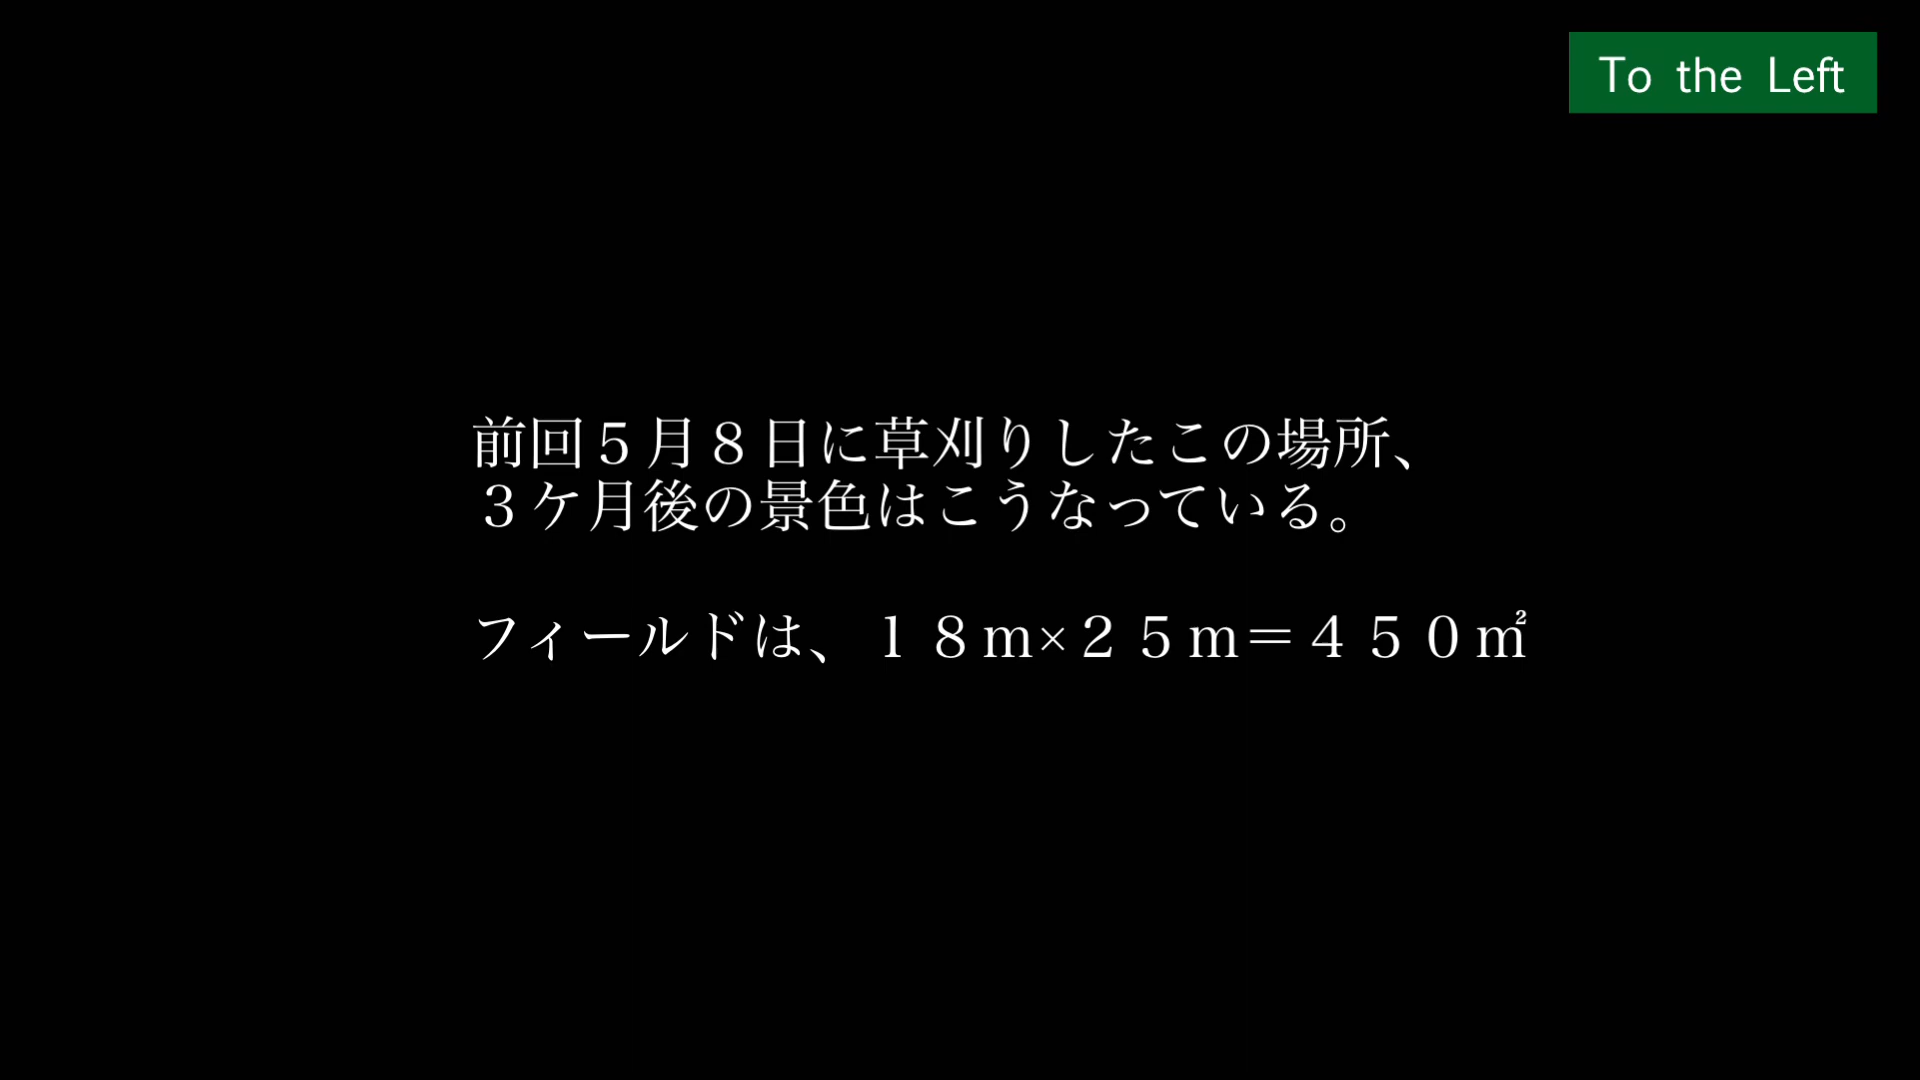 To the Left
前回５月８日に草刈りしたこの場所、
３ケ月後の景色はこうなっている。
フィールドは、１８ｍ×２５ｍ＝４５０㎡